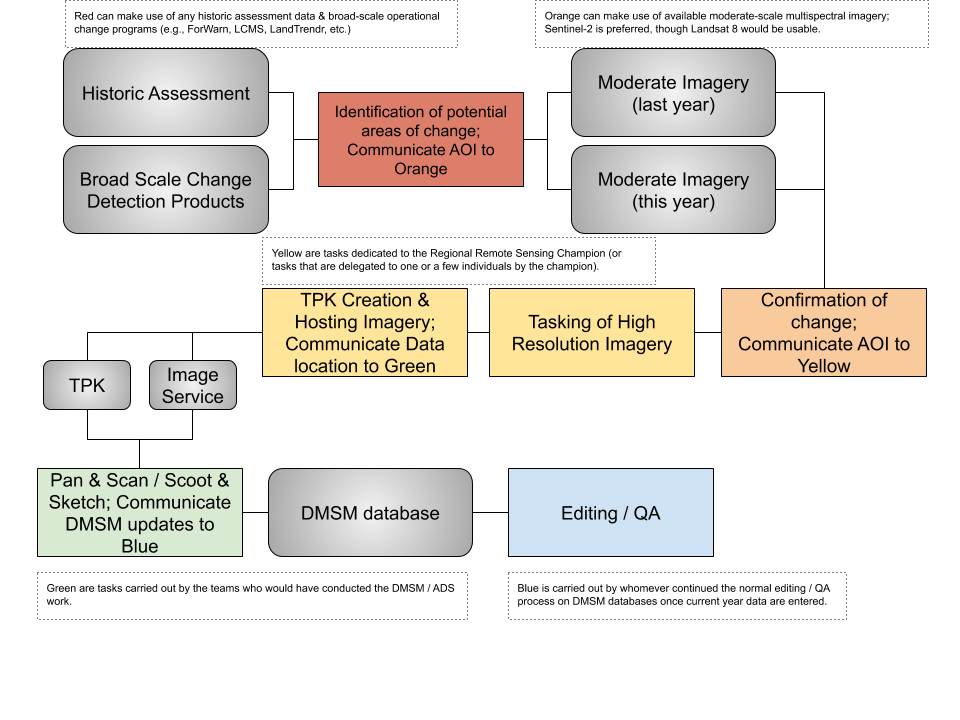 Red can make use of any historic assessment data & broad-scale operational
change programs (e.g., ForWarn, LCMS, LandTrendr, etc.)
Orange can make use of available moderate-scale multispectral imagery;
Sentinel-2 is preferred, though Landsat 8 would be usable.
Historic Assessment
Broad Scale Change
Detection Products
Identification of potential
areas of change;
Communicate AOI to
Orange
Moderate Imagery
(last year)
Moderate Imagery
(this year)
Yellow are tasks dedicated to the Regional Remote Sensing Champion (or
tasks that are delegated to one or a few individuals by the champion).
TPK Creation &
Hosting Imagery;
Communicate Data
location to Green
Tasking of High
Resolution Imagery
Confirmation of
change;
Communicate AOI to
Yellow
TPK
Image
Service
Pan & Scan / Scoot &
Sketch; Communicate
DMSM updates to
Blue
DMSM database
Editing / QA
Green are tasks carried out by the teams who would have conducted the DMSM / ADS
work.
Blue is carried out by whomever continued the normal editing / QA
process on DMSM databases once current year data are entered.